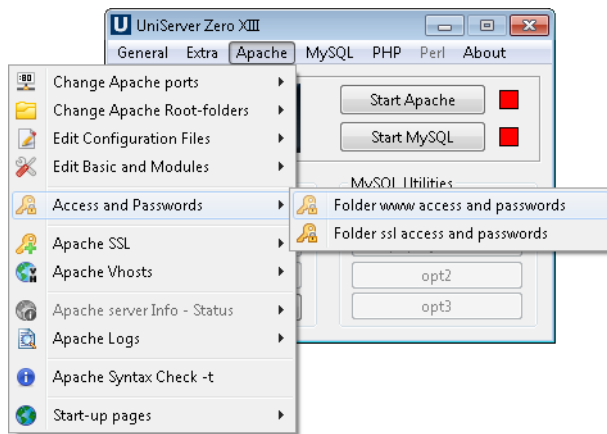 UniServer Zero XIII
General Extra Apache MySQL PHP Perl About
Change Apache ports
Change Apache Root-folders
Edit Configuration Files
Edit Basic and Modules
Access and Passwords
Apache SSL
Apache Vhosts
Apache server Info - Status
Apache Logs
Apache Syntax Check -t
Start-up pages
Start Apache
Start MySQL
MySQL Utilities
Folder www access and passwords
Folder ssl access and passwords
opt2
opt3